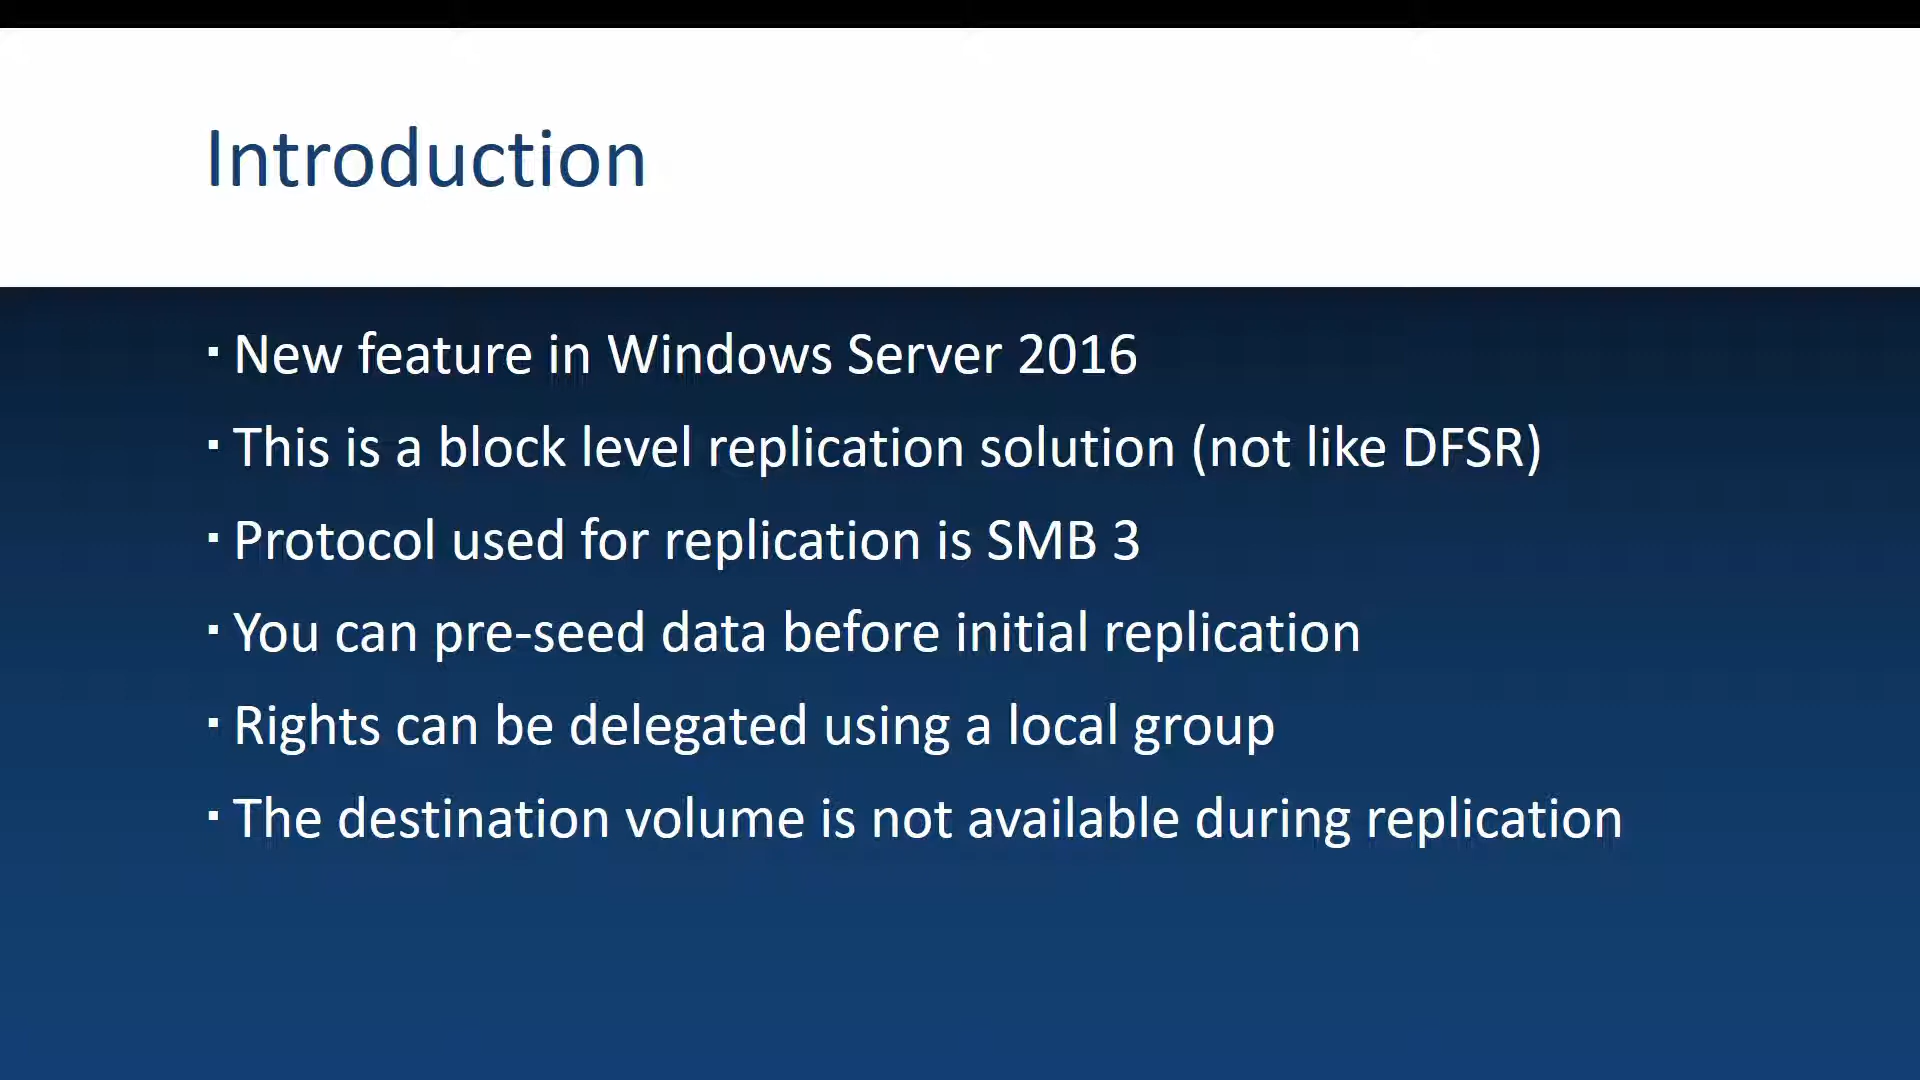 Introduction
▪ New feature in Windows Server 2016
▪ This is a block level replication solution (not like DFSR)
▪ Protocol used for replication is SMB 3
▪ You can pre-seed data before initial replication
▪ Rights can be delegated using a local group
▪ The destination volume is not available during replication